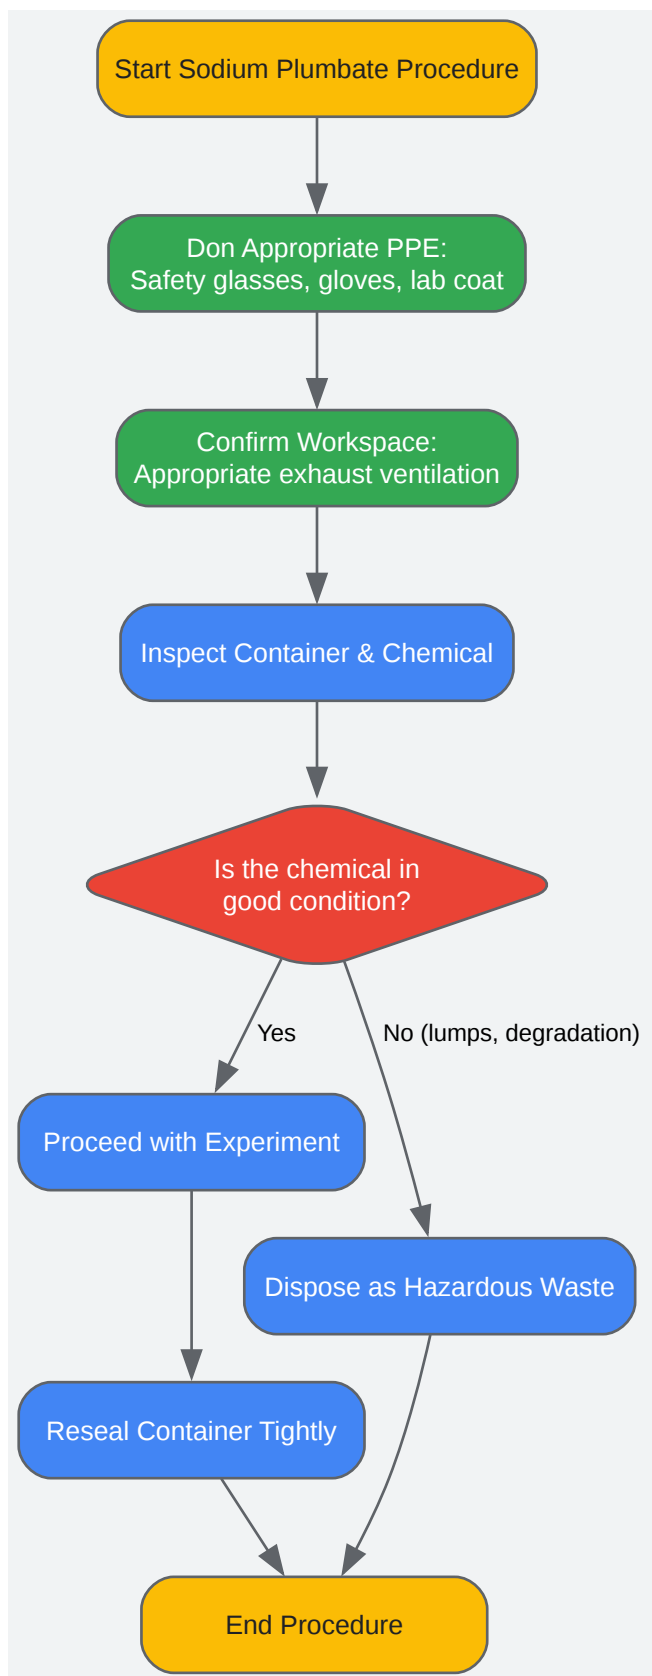 Start Sodium Plumbate Procedure
Don Appropriate PPE:
Safety glasses, gloves, lab coat
Confirm Workspace:
Appropriate exhaust ventilation
Inspect Container & Chemical
Is the chemical in
good condition?
Yes
No (lumps, degradation)
Proceed with Experiment
Dispose as Hazardous Waste
Reseal Container Tightly
End Procedure